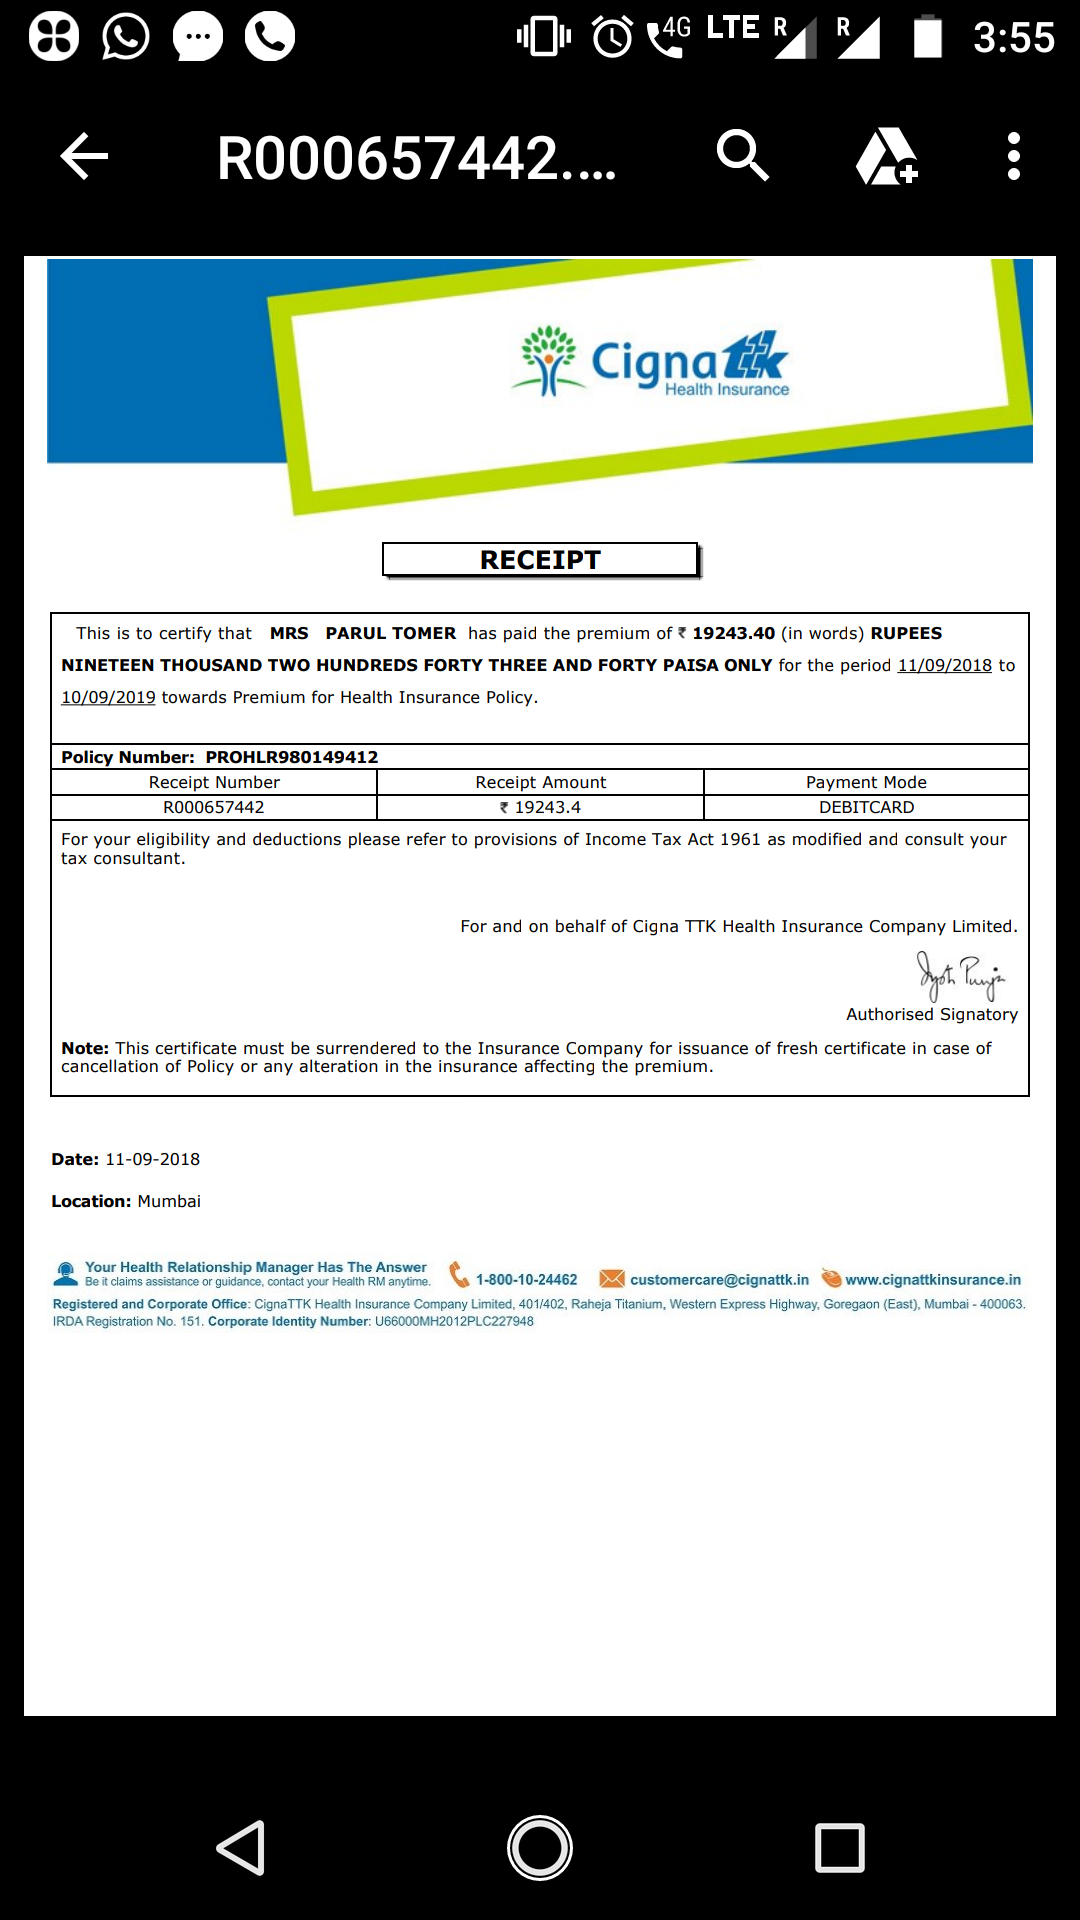 4G LTE R R 3:55
R000657442....
Cigna ttk
Health Insurance
RECEIPT
This is to certify that MRS PARUL TOMER has paid the premium of ₹ 19243.40 (in words) RUPEES
NINETEEN THOUSAND TWO HUNDREDS FORTY THREE AND FORTY PAISA ONLY for the period 11/09/2018 to
10/09/2019 towards Premium for Health Insurance Policy.
Policy Number: PROHLR980149412
Receipt Number Receipt Amount Payment Mode
R000657442 ₹ 19243.4 DEBITCARD
For your eligibility and deductions please refer to provisions of Income Tax Act 1961 as modified and consult your
tax consultant.
For and on behalf of Cigna TTK Health Insurance Company Limited.
Jyoti Punja
Authorised Signatory
Note: This certificate must be surrendered to the Insurance Company for issuance of fresh certificate in case of
cancellation of Policy or any alteration in the insurance affecting the premium.
Date: 11-09-2018
Location: Mumbai
Your Health Relationship Manager Has The Answer
Be it claims assistance or guidance, contact your Health RM anytime. 1-800-10-24462 customercare@cignattk.in www.cignattkinsurance.in
Registered and Corporate Office: CignaTTK Health Insurance Company Limited, 401/402, Raheja Titanium, Western Express Highway, Goregaon (East), Mumbai - 400063.
IRDA Registration No. 151. Corporate Identity Number: U66000MH2012PLC227948